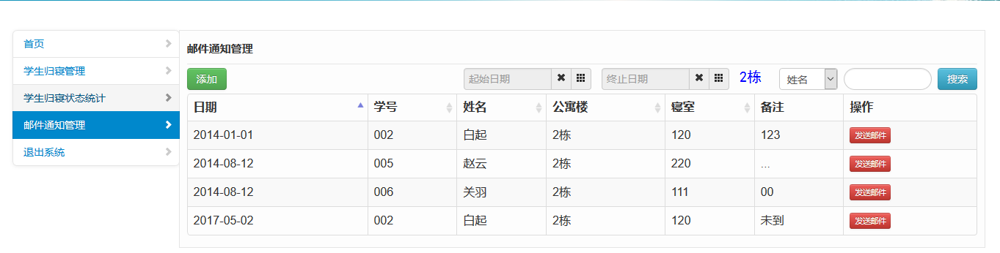 首页
学生归寝管理
学生归寝状态统计
邮件通知管理
退出系统
邮件通知管理
添加 起始日期 终止日期 2栋 姓名 搜索
日期 学号 姓名 公寓楼 寝室 备注 操作
2014-01-01 002 白起 2栋 120 123 发送邮件
2014-08-12 005 赵云 2栋 220 ... 发送邮件
2014-08-12 006 关羽 2栋 111 00 发送邮件
2017-05-02 002 白起 2栋 120 未到 发送邮件